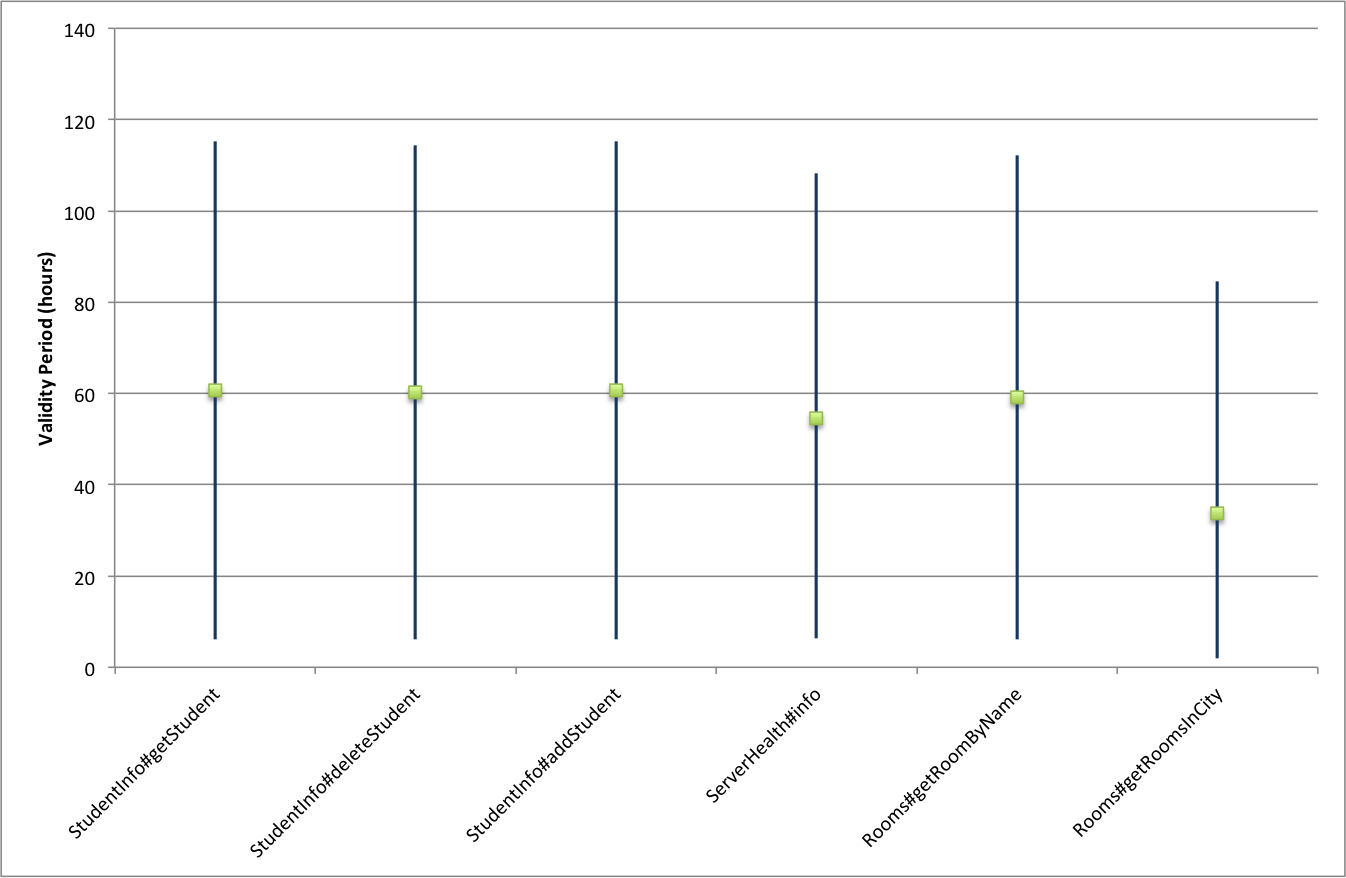 140
120
100
80
60
40
20
0
Validity Period (hours)
StudentInfo#getStudent
StudentInfo#deleteStudent
StudentInfo#addStudent
ServerHealth#info
Rooms#getRoomByName
Rooms#getRoomsInCity